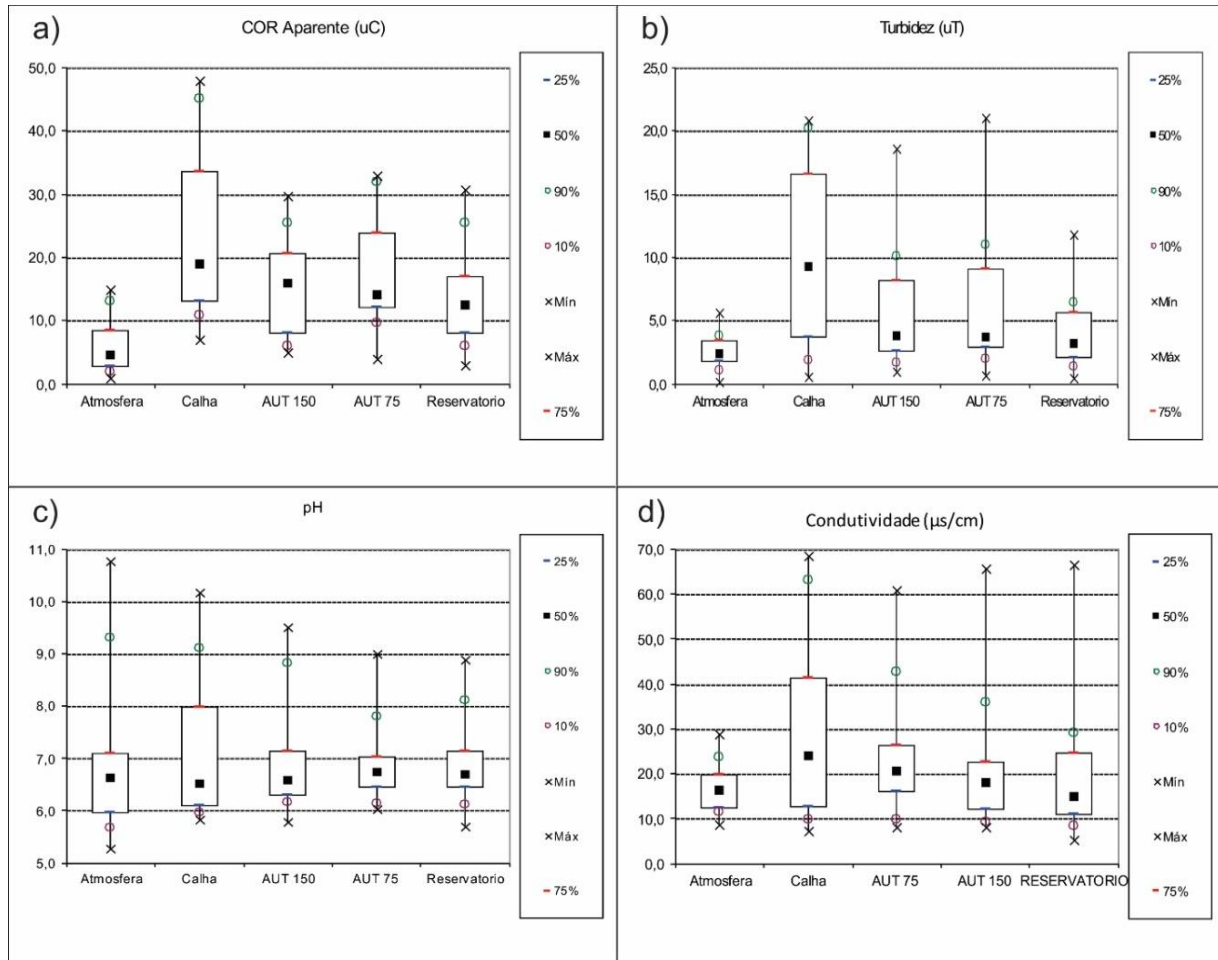 a)
COR Aparente (uC)
50,0
40,0
30,0
20,0
10,0
0,0
Atmosfera Calha AUT 150 AUT 75 Reservatorio
25%
50%
90%
10%
Mín
Máx
75%
b)
Turbidez (uT)
25,0
20,0
15,0
10,0
5,0
0,0
Atmosfera Calha AUT 150 AUT 75 Reservatorio
25%
50%
90%
10%
Mín
Máx
75%
c)
pH
11,0
10,0
9,0
8,0
7,0
6,0
5,0
Atmosfera Calha AUT 150 AUT 75 Reservatorio
25%
50%
90%
10%
Mín
Máx
75%
d)
Condutividade (µs/cm)
70,0
60,0
50,0
40,0
30,0
20,0
10,0
0,0
Atmosfera Calha AUT 75 AUT 150 RESERVATORIO
25%
50%
90%
10%
Mín
Máx
75%